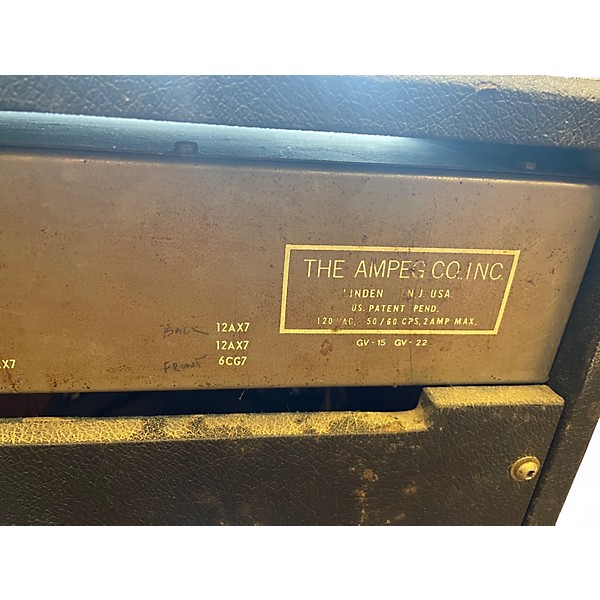 THE AMPEG CO. INC.
LINDEN N.J. USA
US. PATENT PEND.
120 VAC. 50/60 CPS, 2 AMP MAX.
GV-15 GV-22
BACK 12AX7
12AX7
FRONT 6CG7